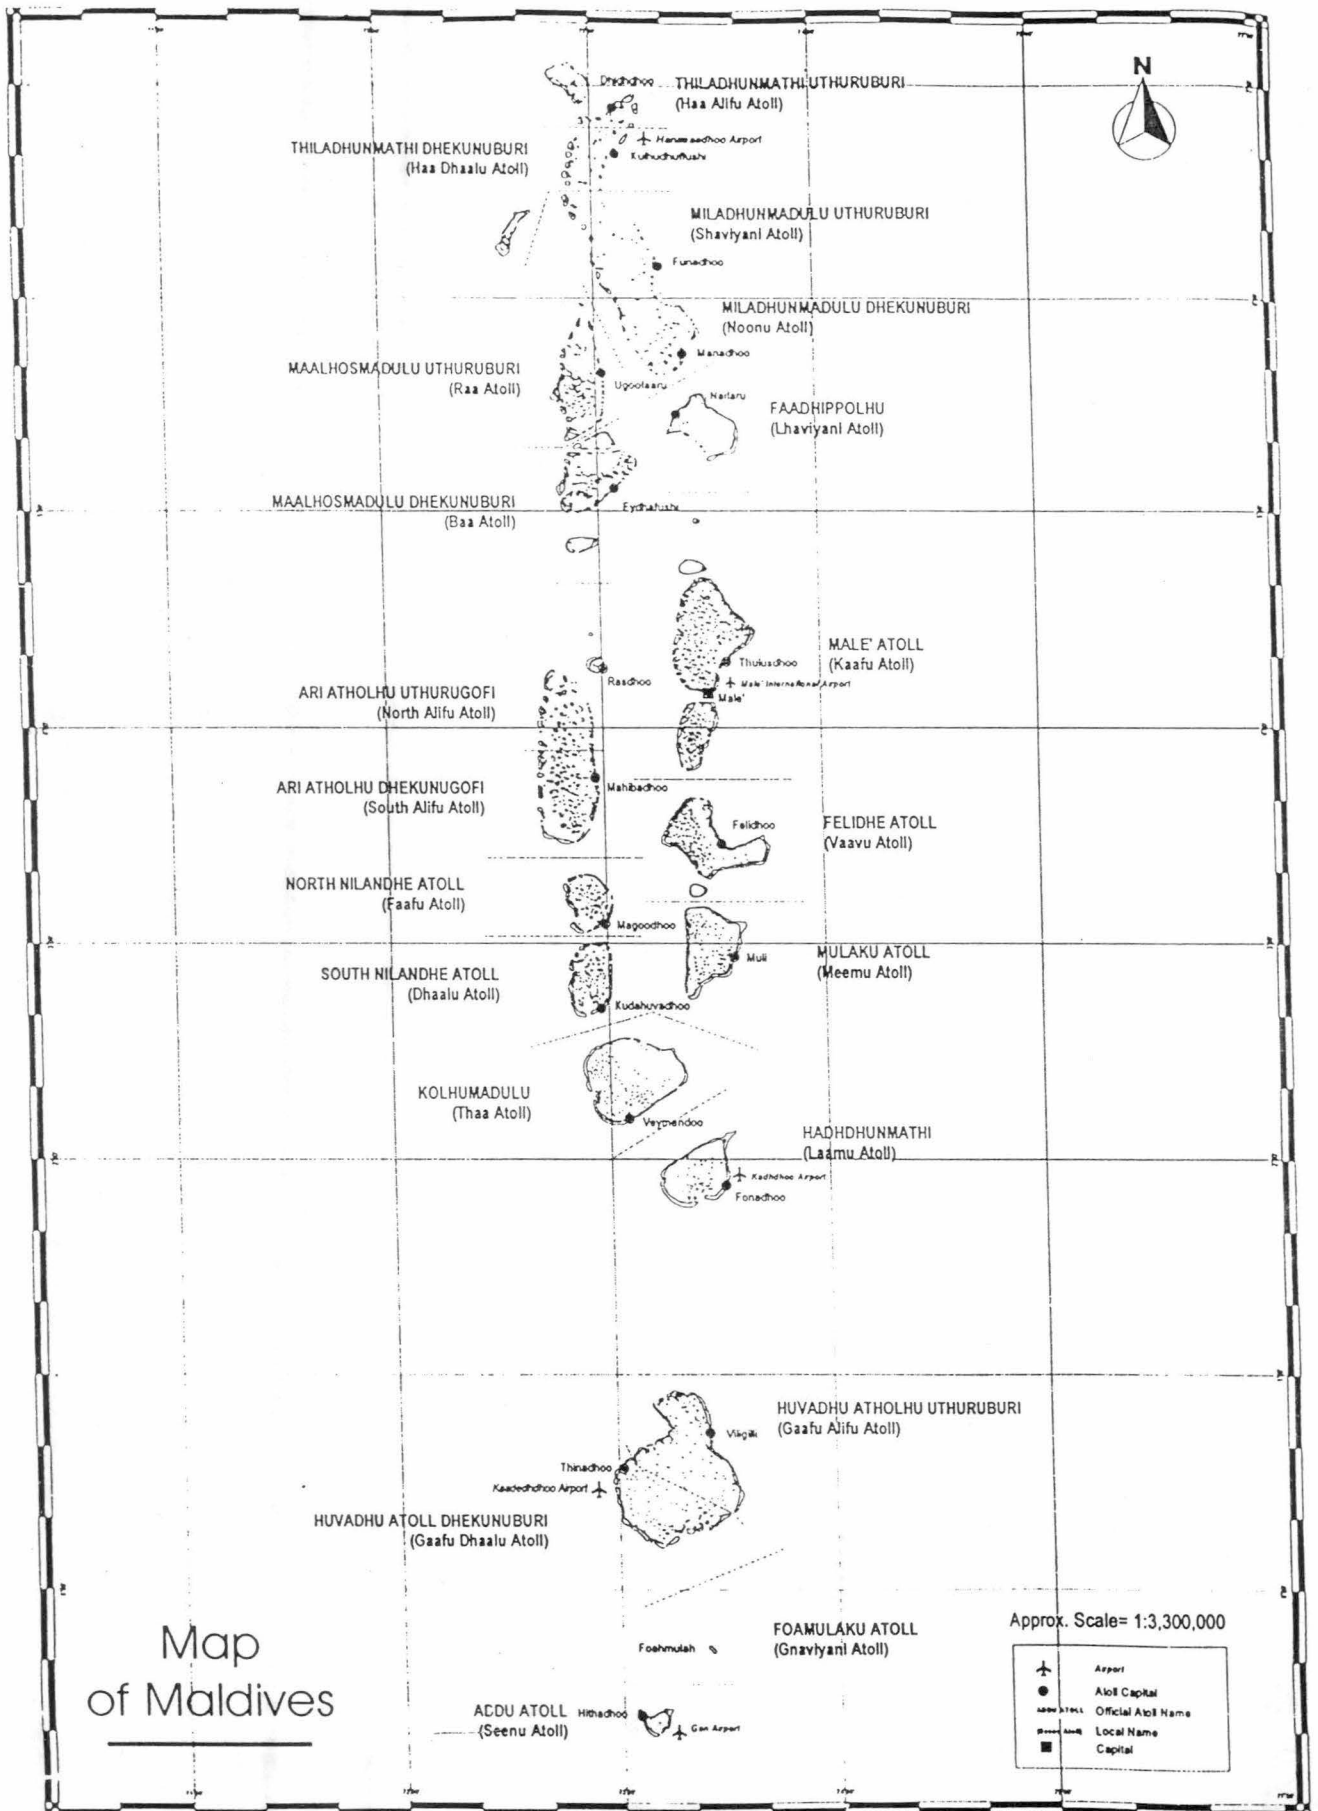 N
Dhidhdhoo
THILADHUNMATHI UTHURUBURI
(Haa Alifu Atoll)
Hanimaadhoo Airport
THILADHUNMATHI DHEKUNUBURI
(Haa Dhaalu Atoll)
Kulhudhuffushi
MILADHUNMADULU UTHURUBURI
(Shaviyani Atoll)
Funadhoo
MILADHUNMADULU DHEKUNUBURI
(Noonu Atoll)
Manadhoo
MAALHOSMADULU UTHURUBURI
(Raa Atoll)
Ugoolaaru
Naifaru
FAADHIPPOLHU
(Lhaviyani Atoll)
MAALHOSMADULU DHEKUNUBURI
(Baa Atoll)
Eydhafushi
MALE' ATOLL
(Kaafu Atoll)
Thulusdhoo
Male' International Airport
Male'
Rasdhoo
ARI ATHOLHU UTHURUGOFI
(North Alifu Atoll)
ARI ATHOLHU DHEKUNUGOFI
(South Alifu Atoll)
Mahibadhoo
Felidhoo
FELIDHE ATOLL
(Vaavu Atoll)
NORTH NILANDHE ATOLL
(Faafu Atoll)
Magoodhoo
Muli
MULAKU ATOLL
(Meemu Atoll)
SOUTH NILANDHE ATOLL
(Dhaalu Atoll)
Kudahuvadhoo
KOLHUMADULU
(Thaa Atoll)
Veymandoo
HADHDHUNMATHI
(Laamu Atoll)
Kadhdhoo Airport
Fonadhoo
HUVADHU ATHOLHU UTHURUBURI
(Gaafu Alifu Atoll)
Viligilli
Thinadhoo
Kaadedhdhoo Airport
HUVADHU ATOLL DHEKUNUBURI
(Gaafu Dhaalu Atoll)
FOAMULAKU ATOLL
(Gnaviyani Atoll)
Foahmulah
ADDU ATOLL
(Seenu Atoll)
Hithadhoo
Gan Airport
Map
of Maldives
Approx. Scale= 1:3,300,000
Airport
Atoll Capital
ADDU ATOLL Official Atoll Name
Local Name
Capital